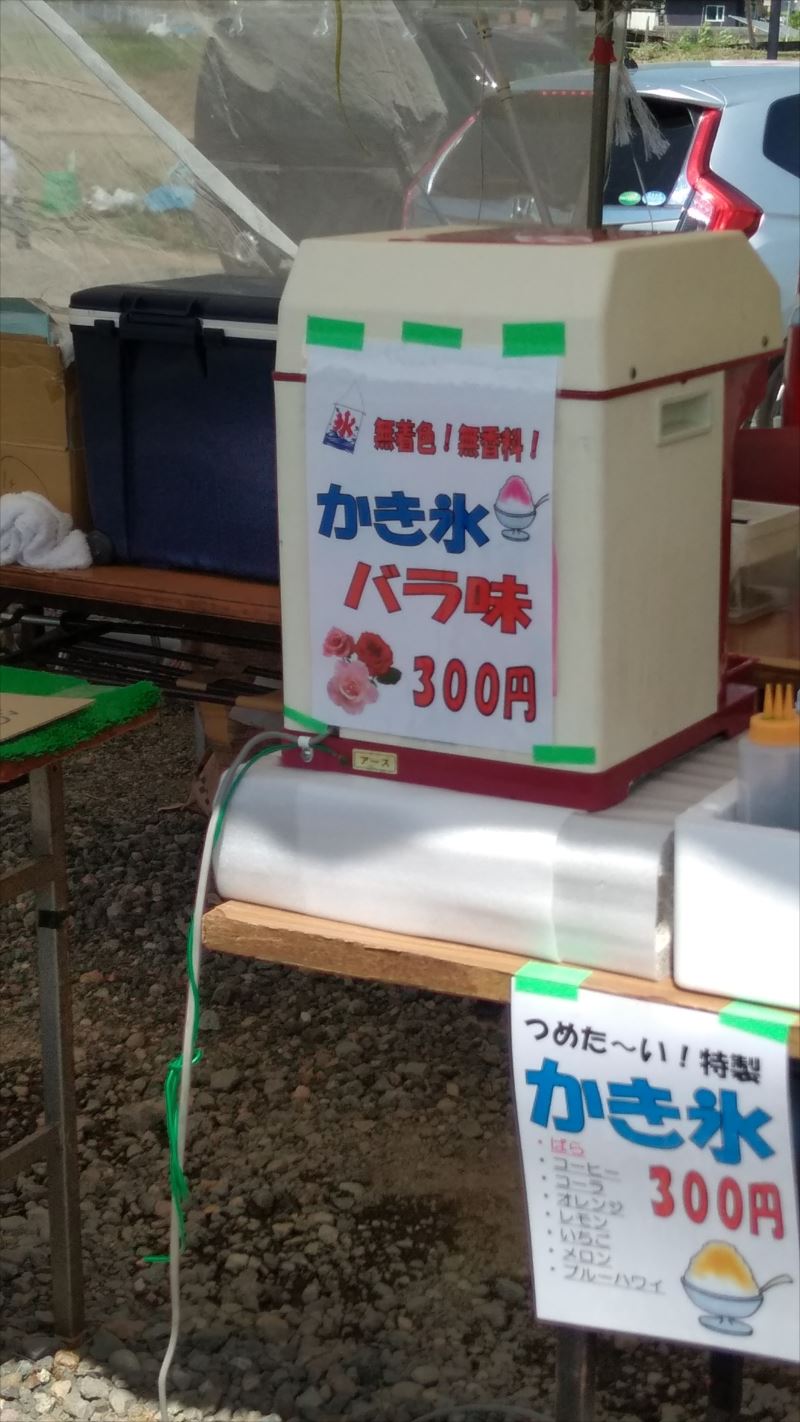 氷
無着色！無香料！
かき氷
バラ味
300円
アース
つめた〜い！特製
かき氷
・ばら
・コーヒー
・コーラ
・オレンジ
・レモン
・いちご
・メロン
・ブルーハワイ
300円